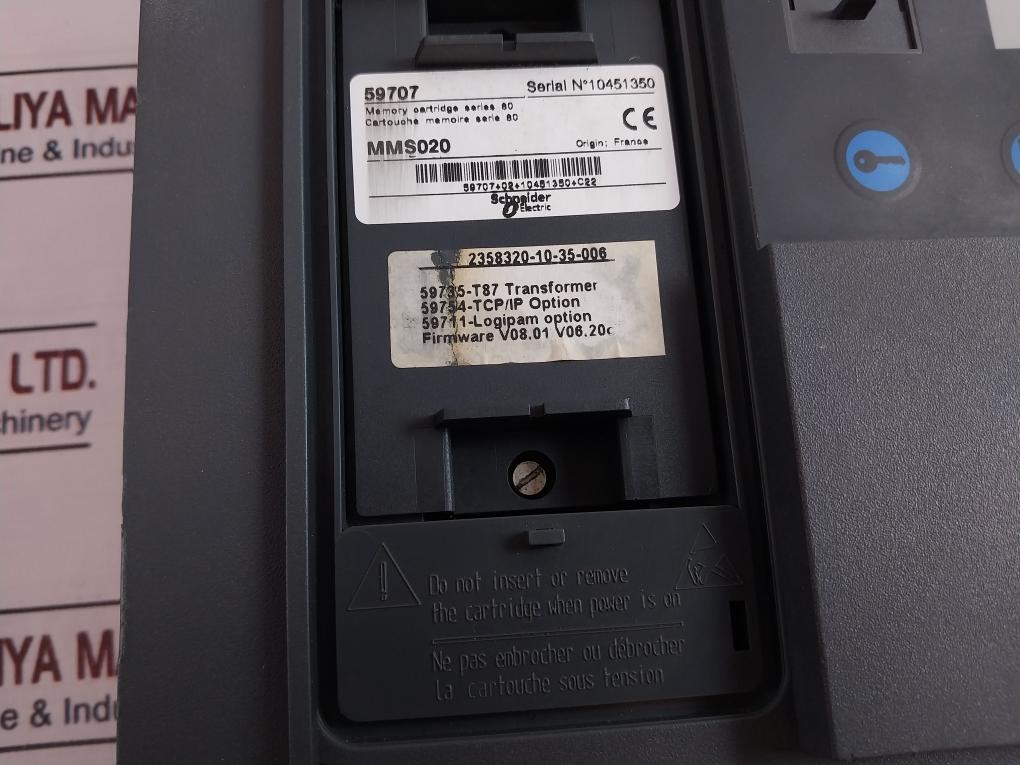 LIYA MA
ne & Indu
LTD.
chinery
IYA M
e & Indu
59707
Serial N°10451350
Memory cartridge series 80
Cartouche memoire serie 80
CE
MMS020
Origin: France
59707+02+10451350+C22
Schneider
Electric
2358320-10-35-006
59735-T87 Transformer
59754-TCP/IP Option
59711-Logipam option
Firmware V08.01 V06.20c
Do not insert or remove
the cartridge when power is on
Ne pas embrocher ou débrocher
la cartouche sous tension